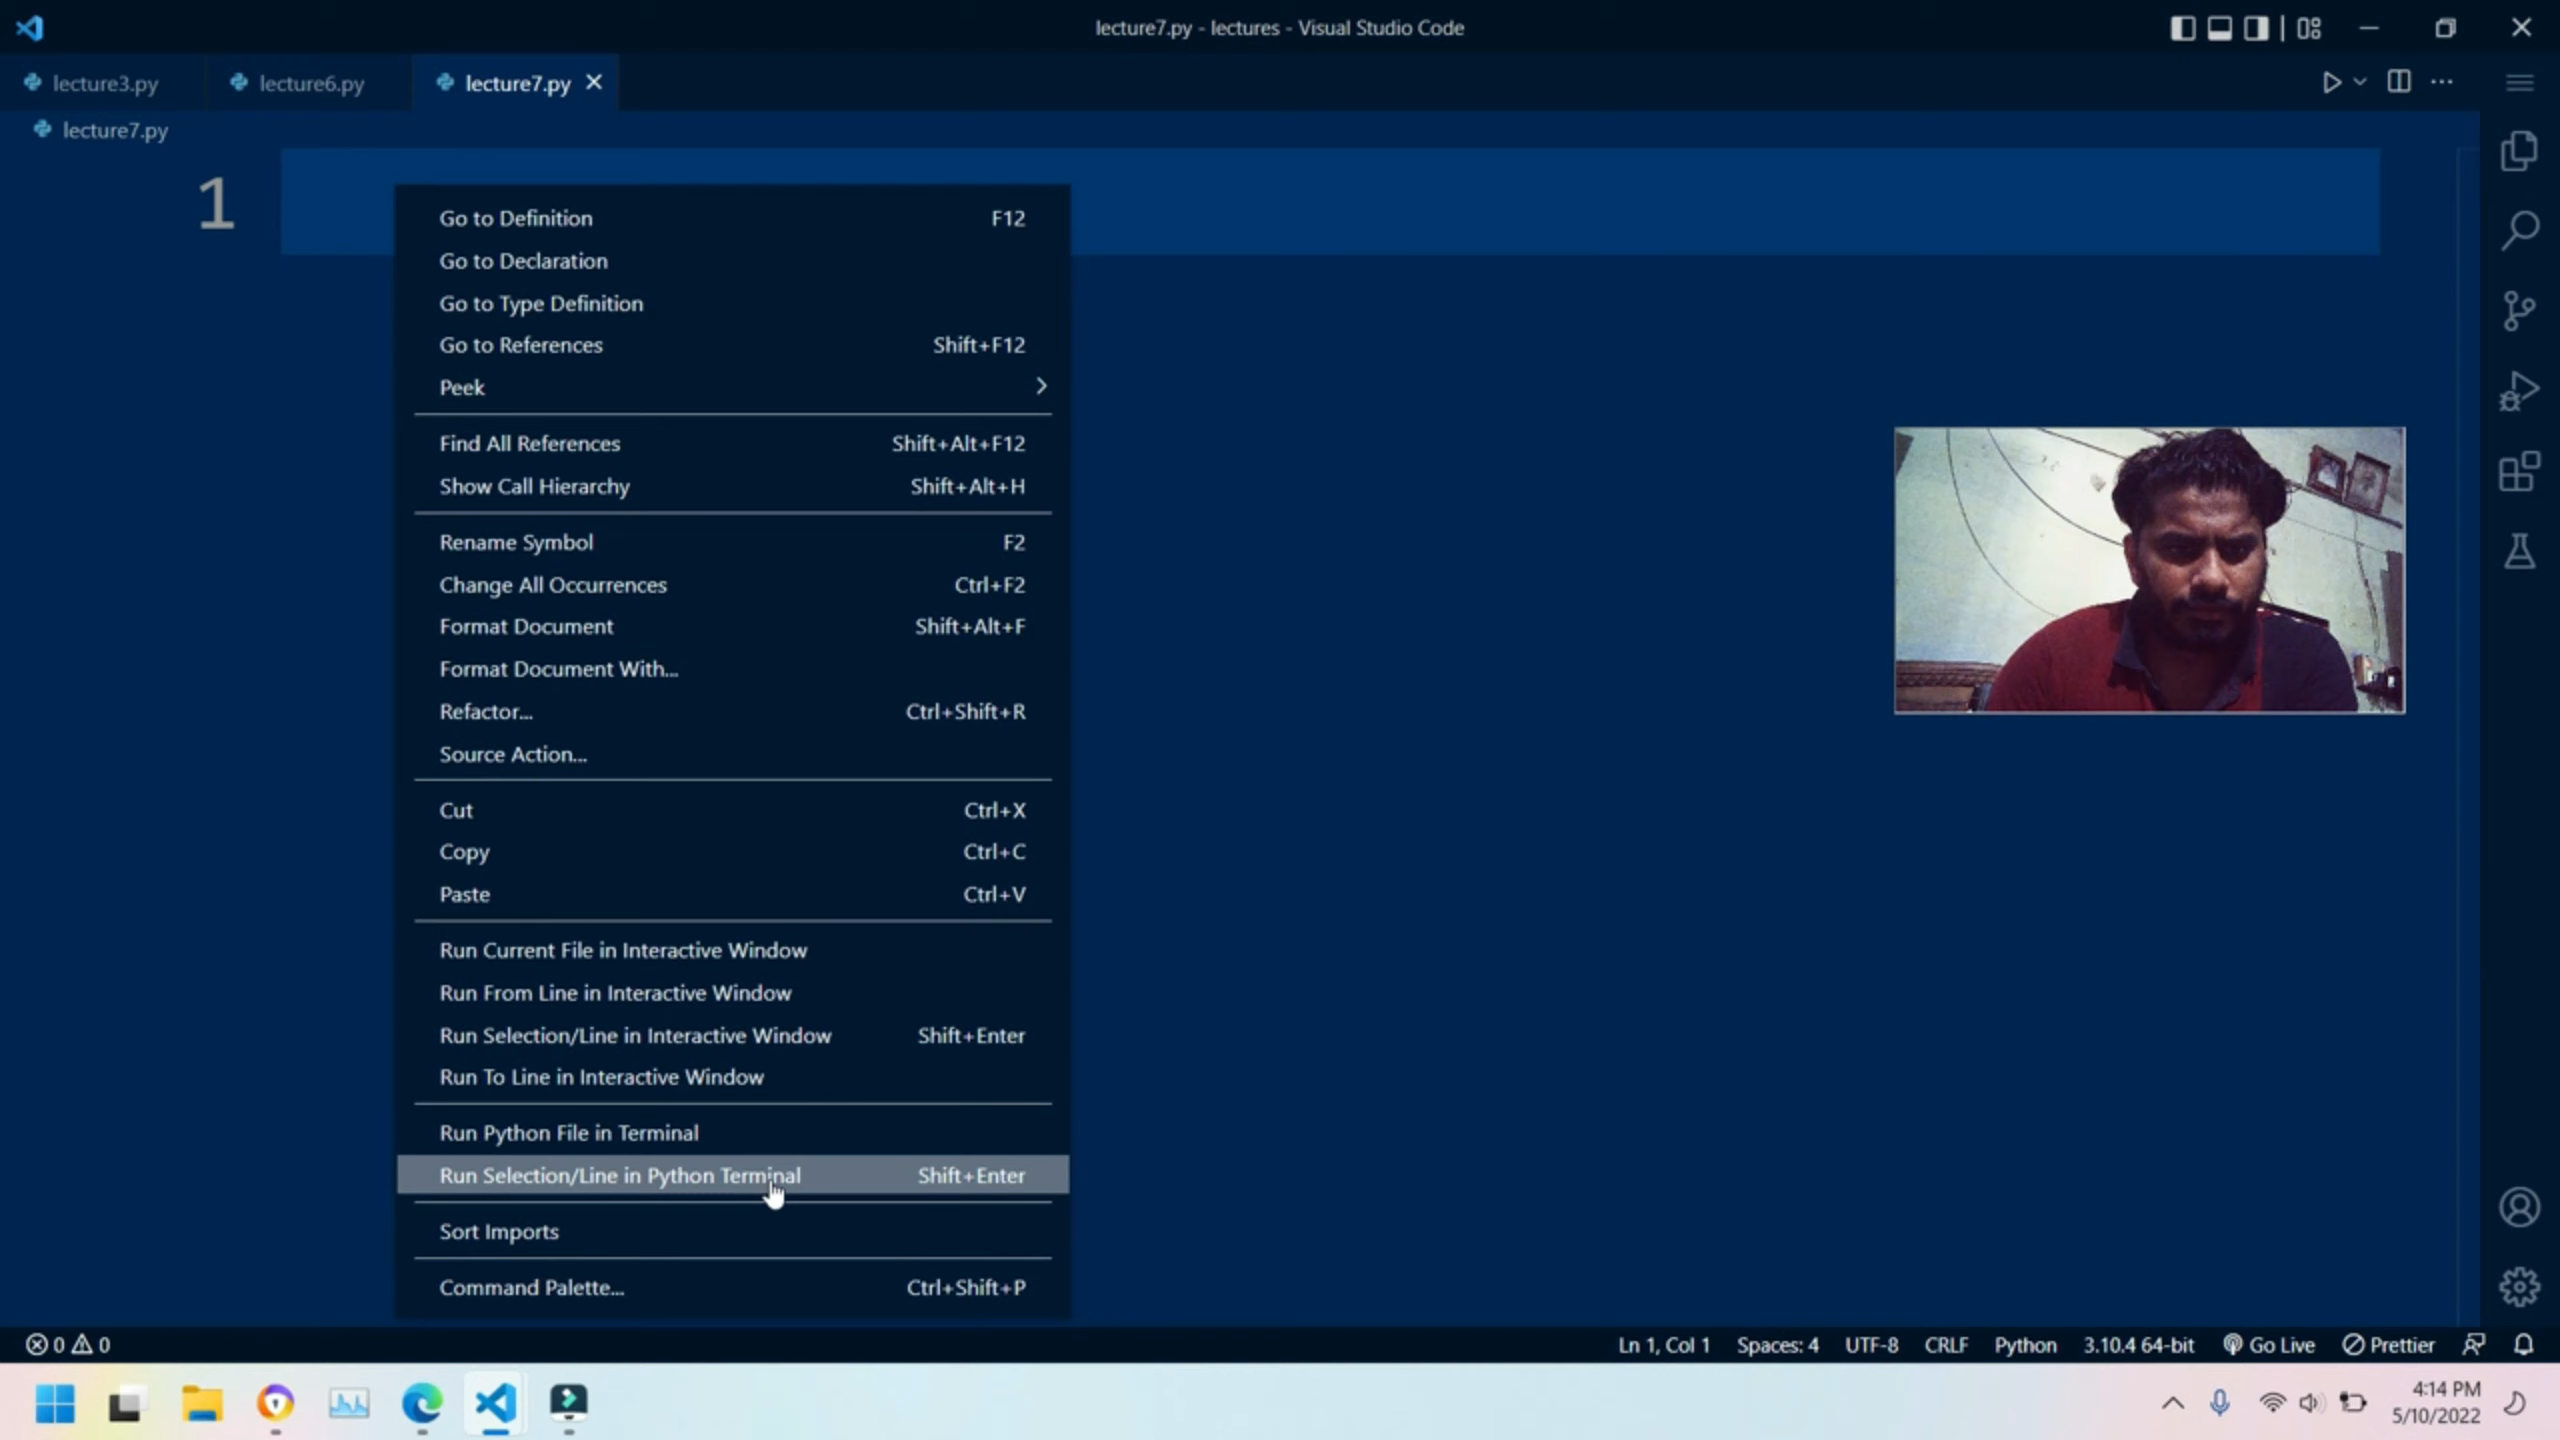 lecture7.py - lectures - Visual Studio Code
lecture3.py
lecture6.py
lecture7.py
lecture7.py
1
Go to Definition F12
Go to Declaration
Go to Type Definition
Go to References Shift+F12
Peek
Find All References Shift+Alt+F12
Show Call Hierarchy Shift+Alt+H
Rename Symbol F2
Change All Occurrences Ctrl+F2
Format Document Shift+Alt+F
Format Document With...
Refactor... Ctrl+Shift+R
Source Action...
Cut Ctrl+X
Copy Ctrl+C
Paste Ctrl+V
Run Current File in Interactive Window
Run From Line in Interactive Window
Run Selection/Line in Interactive Window Shift+Enter
Run To Line in Interactive Window
Run Python File in Terminal
Run Selection/Line in Python Terminal Shift+Enter
Sort Imports
Command Palette... Ctrl+Shift+P
0 0 Ln 1, Col 1 Spaces: 4 UTF-8 CRLF Python 3.10.4 64-bit Go Live Prettier
4:14 PM
5/10/2022